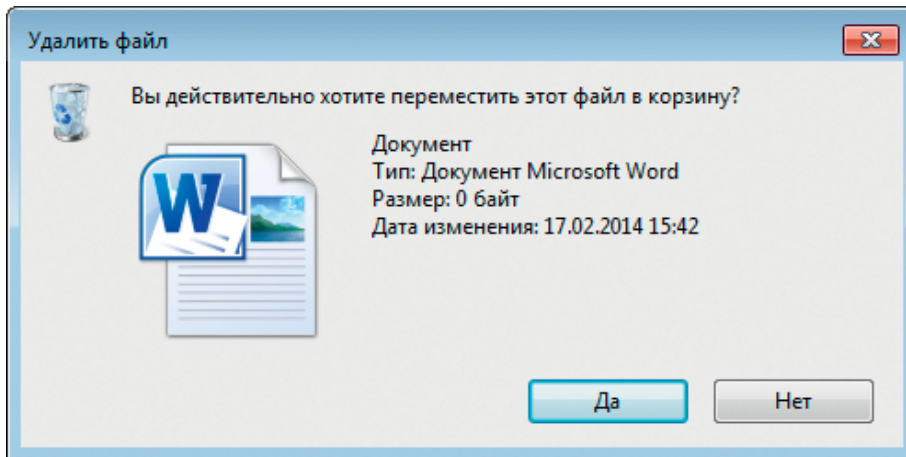 Удалить файл
Вы действительно хотите переместить этот файл в корзину?
Документ
Тип: Документ Microsoft Word
Размер: 0 байт
Дата изменения: 17.02.2014 15:42
W
Да
Нет